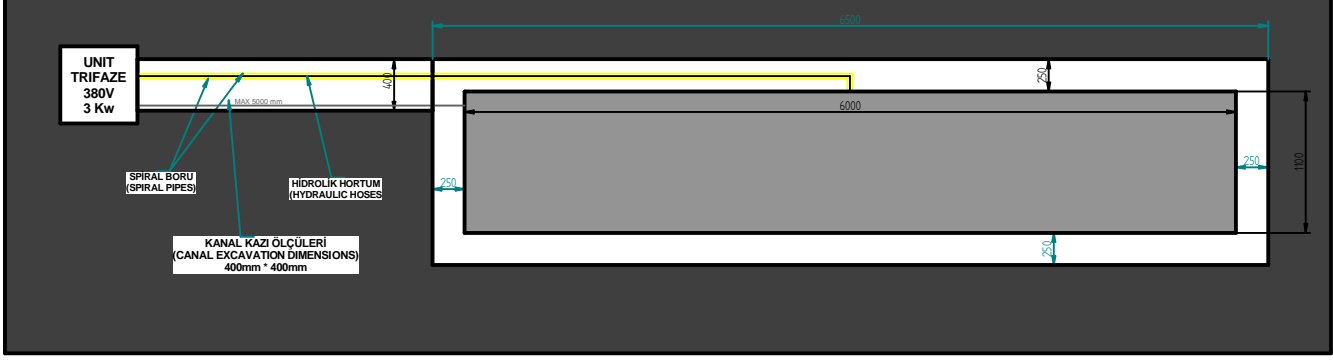 6500
UNIT
TRIFAZE
380V
3 Kw
400
250
MAX 5000 mm
6000
SPIRAL BORU
(SPIRAL PIPES)
HİDROLİK HORTUM
(HYDRAULIC HOSES
250
250
1100
KANAL KAZI ÖLÇÜLERİ
(CANAL EXCAVATION DIMENSIONS)
400mm * 400mm
250